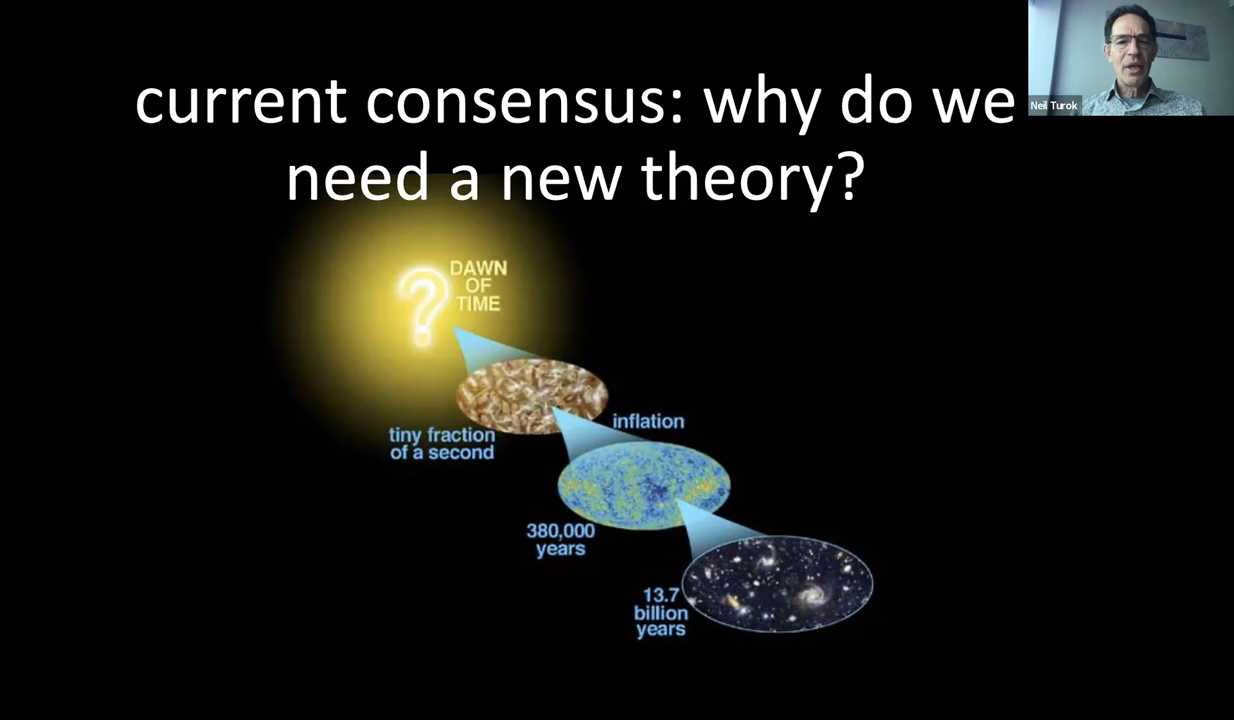 current consensus: why do we
need a new theory?
Neil Turok
?
DAWN
OF
TIME
inflation
tiny fraction
of a second
380,000
years
13.7
billion
years